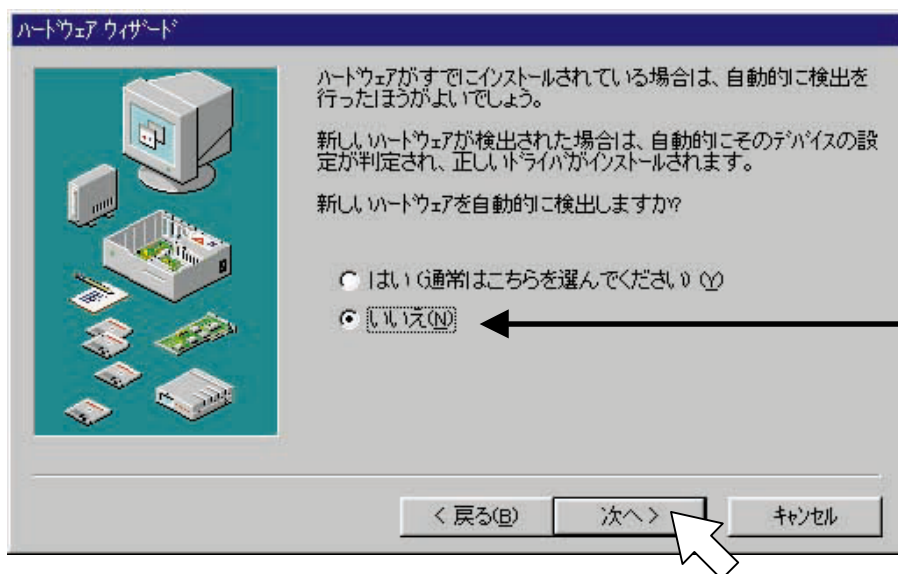 ハードウェア ウィザード
ハードウェアがすでにインストールされている場合は、自動的に検出を
行ったほうがよいでしょう。
新しいハードウェアが検出された場合は、自動的にそのデバイスの設
定が判定され、正しいドライバがインストールされます。
新しいハードウェアを自動的に検出しますか?
はい (通常はこちらを選んでください) (Y)
いいえ(N)
< 戻る(B)
次へ >
キャンセル